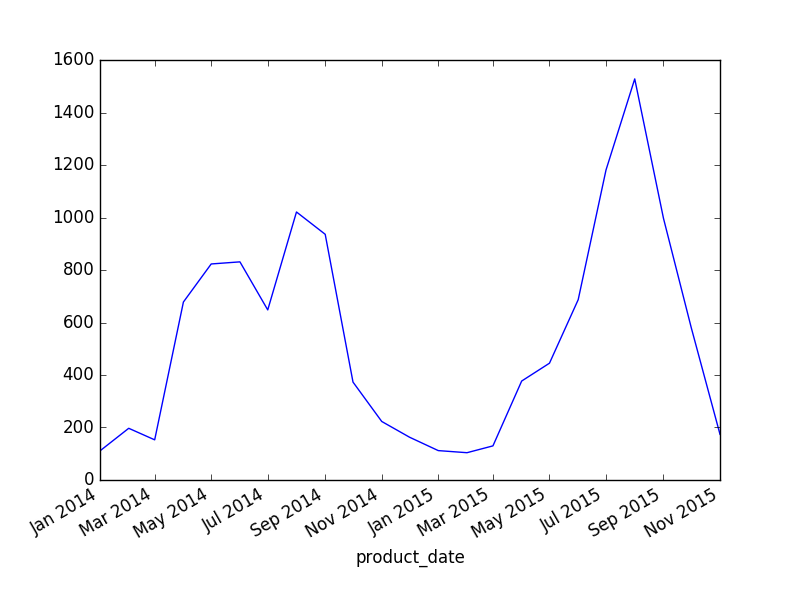 1600
1400
1200
1000
800
600
400
200
0
Jan 2014
Mar 2014
May 2014
Jul 2014
Sep 2014
Nov 2014
Jan 2015
Mar 2015
May 2015
Jul 2015
Sep 2015
Nov 2015
product_date